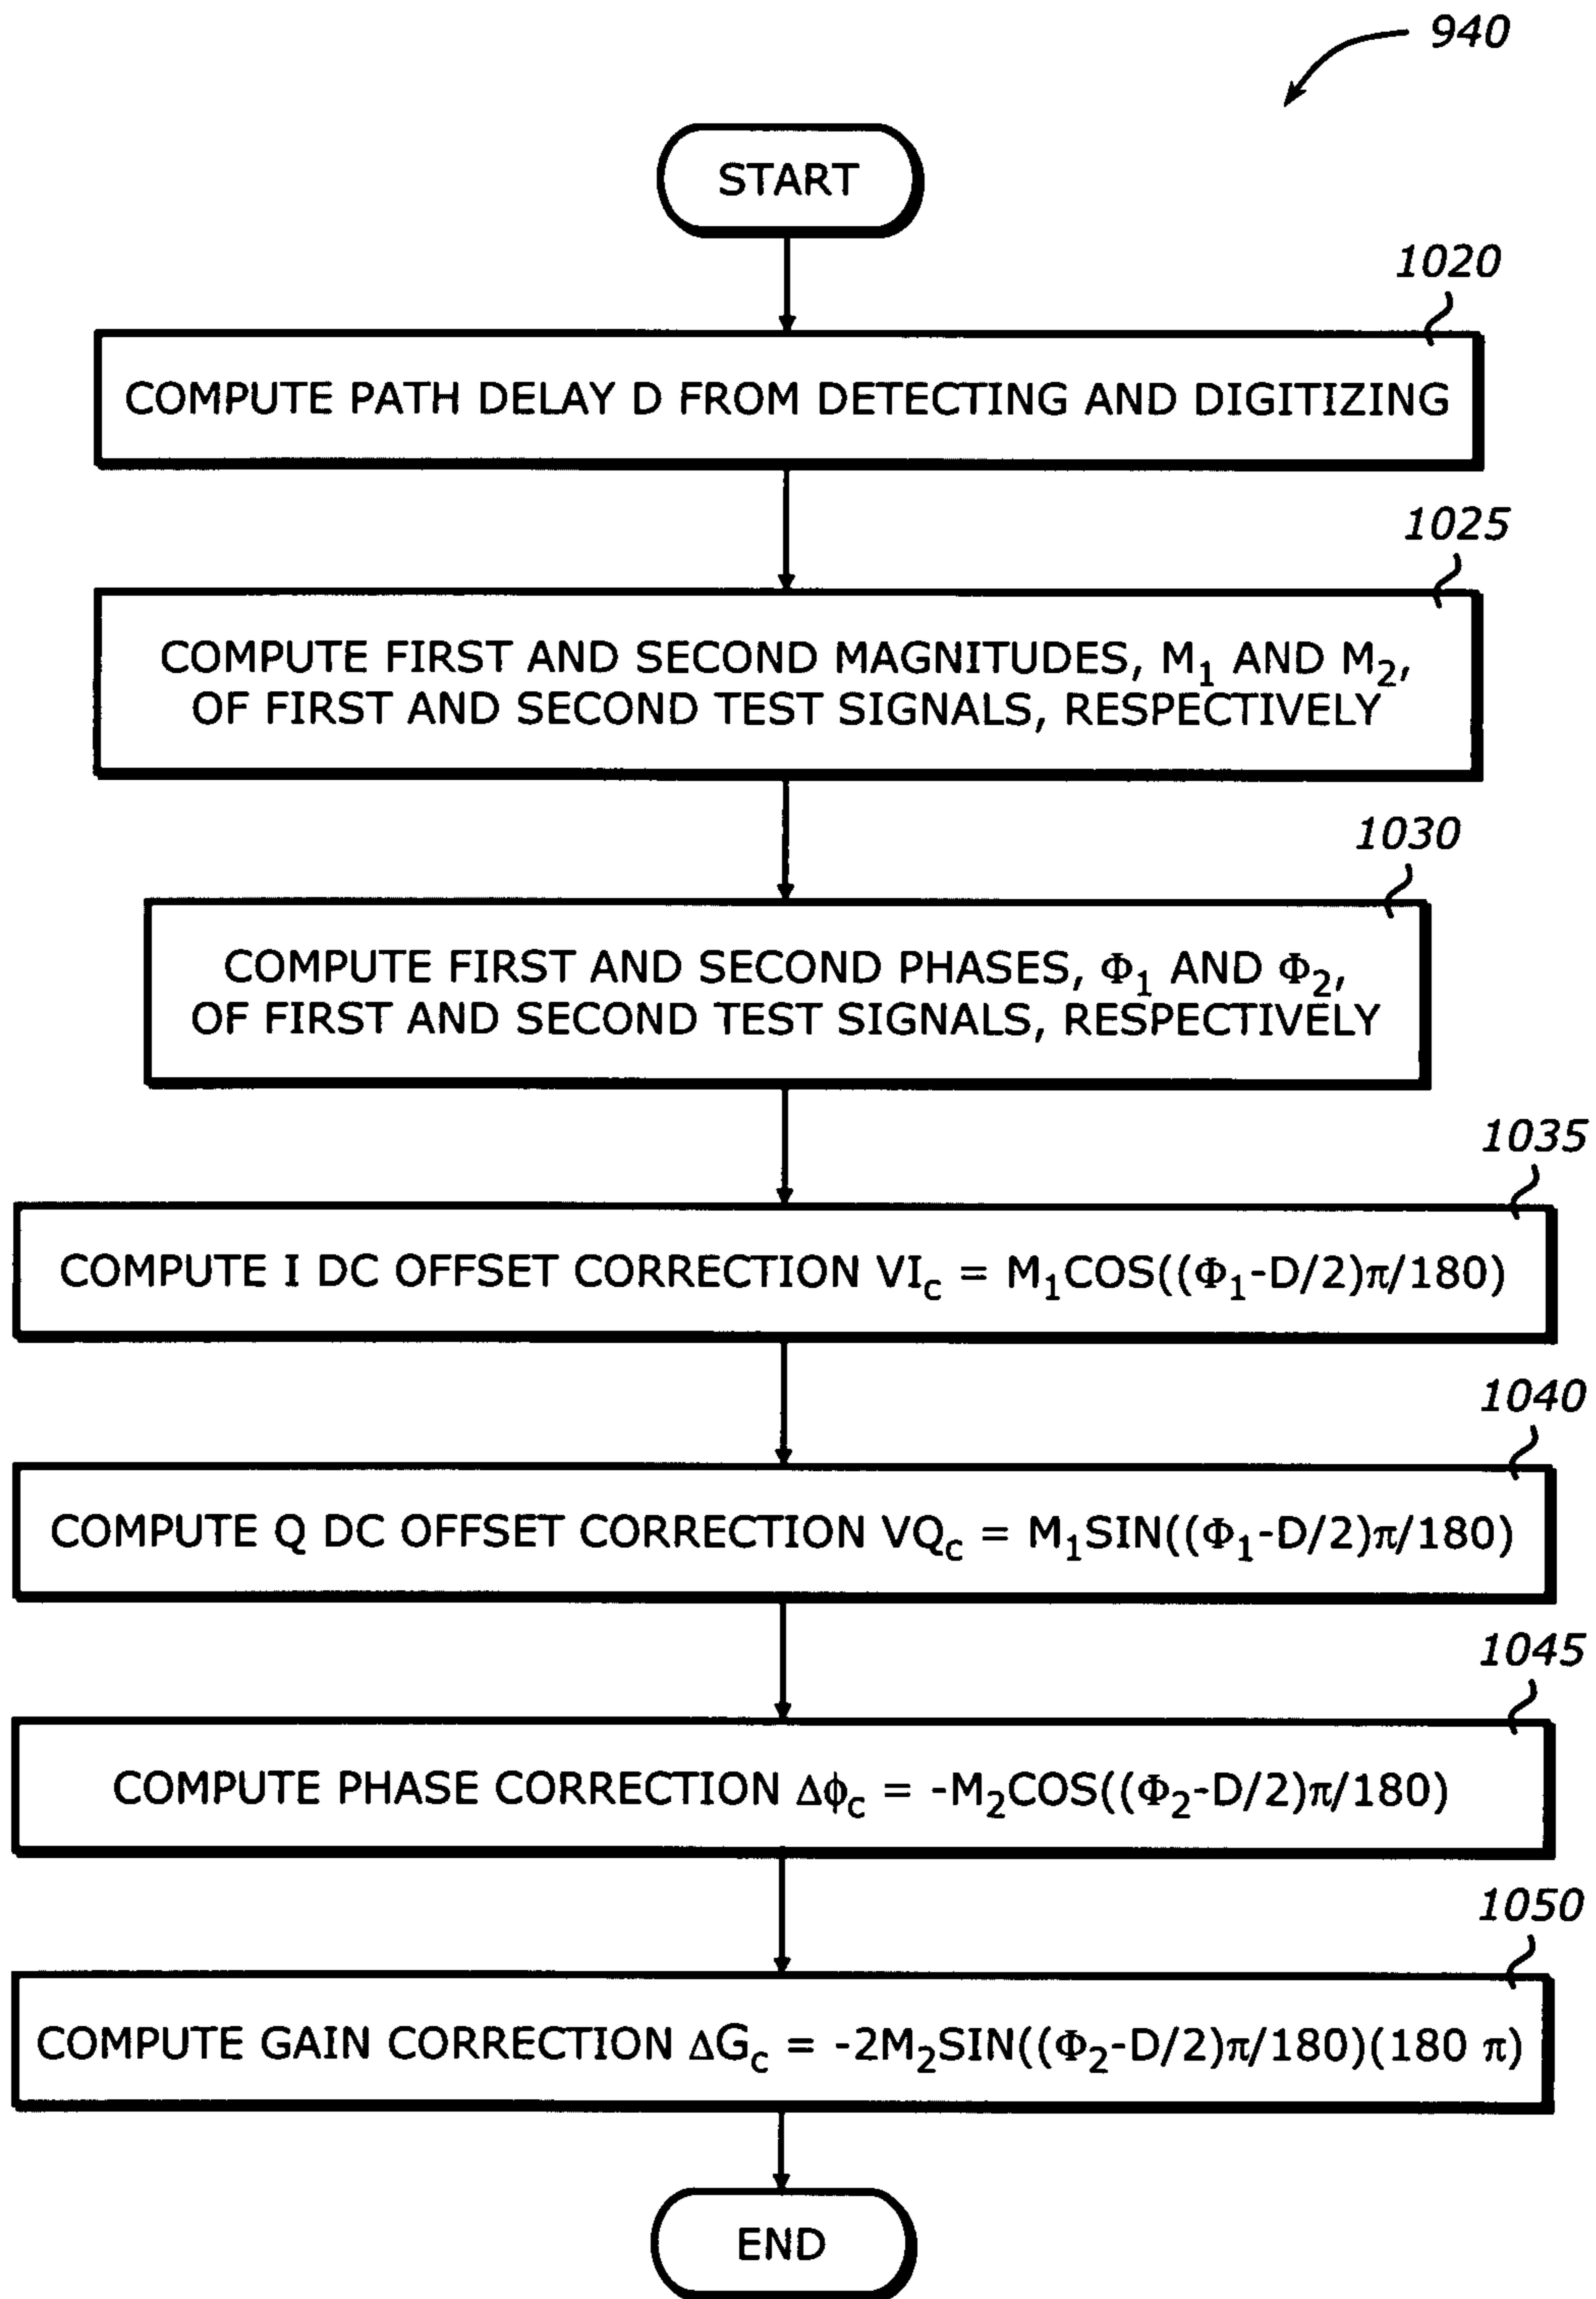 940
START
1020
COMPUTE PATH DELAY D FROM DETECTING AND DIGITIZING
1025
COMPUTE FIRST AND SECOND MAGNITUDES, M₁ AND M₂,
OF FIRST AND SECOND TEST SIGNALS, RESPECTIVELY
1030
COMPUTE FIRST AND SECOND PHASES, Φ₁ AND Φ₂,
OF FIRST AND SECOND TEST SIGNALS, RESPECTIVELY
1035
COMPUTE I DC OFFSET CORRECTION VI_c = M₁COS((Φ₁-D/2)π/180)
1040
COMPUTE Q DC OFFSET CORRECTION VQ_c = M₁SIN((Φ₁-D/2)π/180)
1045
COMPUTE PHASE CORRECTION Δϕ_c = -M₂COS((Φ₂-D/2)π/180)
1050
COMPUTE GAIN CORRECTION ΔG_c = -2M₂SIN((Φ₂-D/2)π/180)(180 π)
END